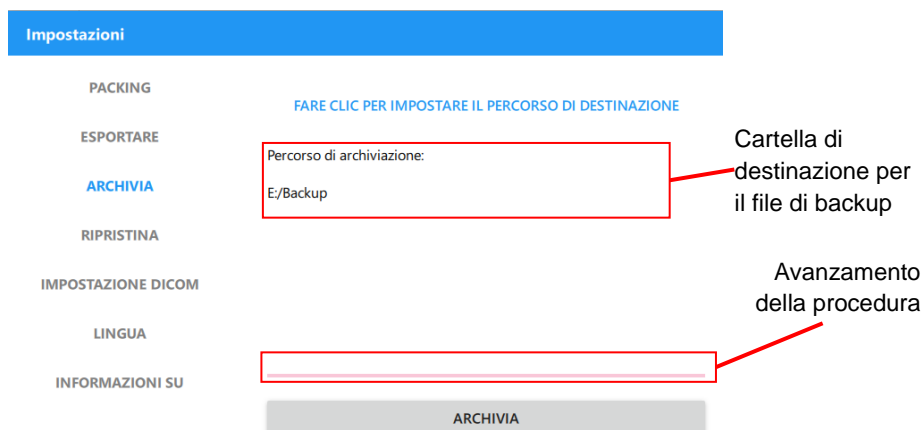 Impostazioni
PACKING
ESPORTARE
ARCHIVIA
RIPRISTINA
IMPOSTAZIONE DICOM
LINGUA
INFORMAZIONI SU
FARE CLIC PER IMPOSTARE IL PERCORSO DI DESTINAZIONE
Percorso di archiviazione:
E:/Backup
ARCHIVIA
Cartella di
destinazione per
il file di backup
Avanzamento
della procedura